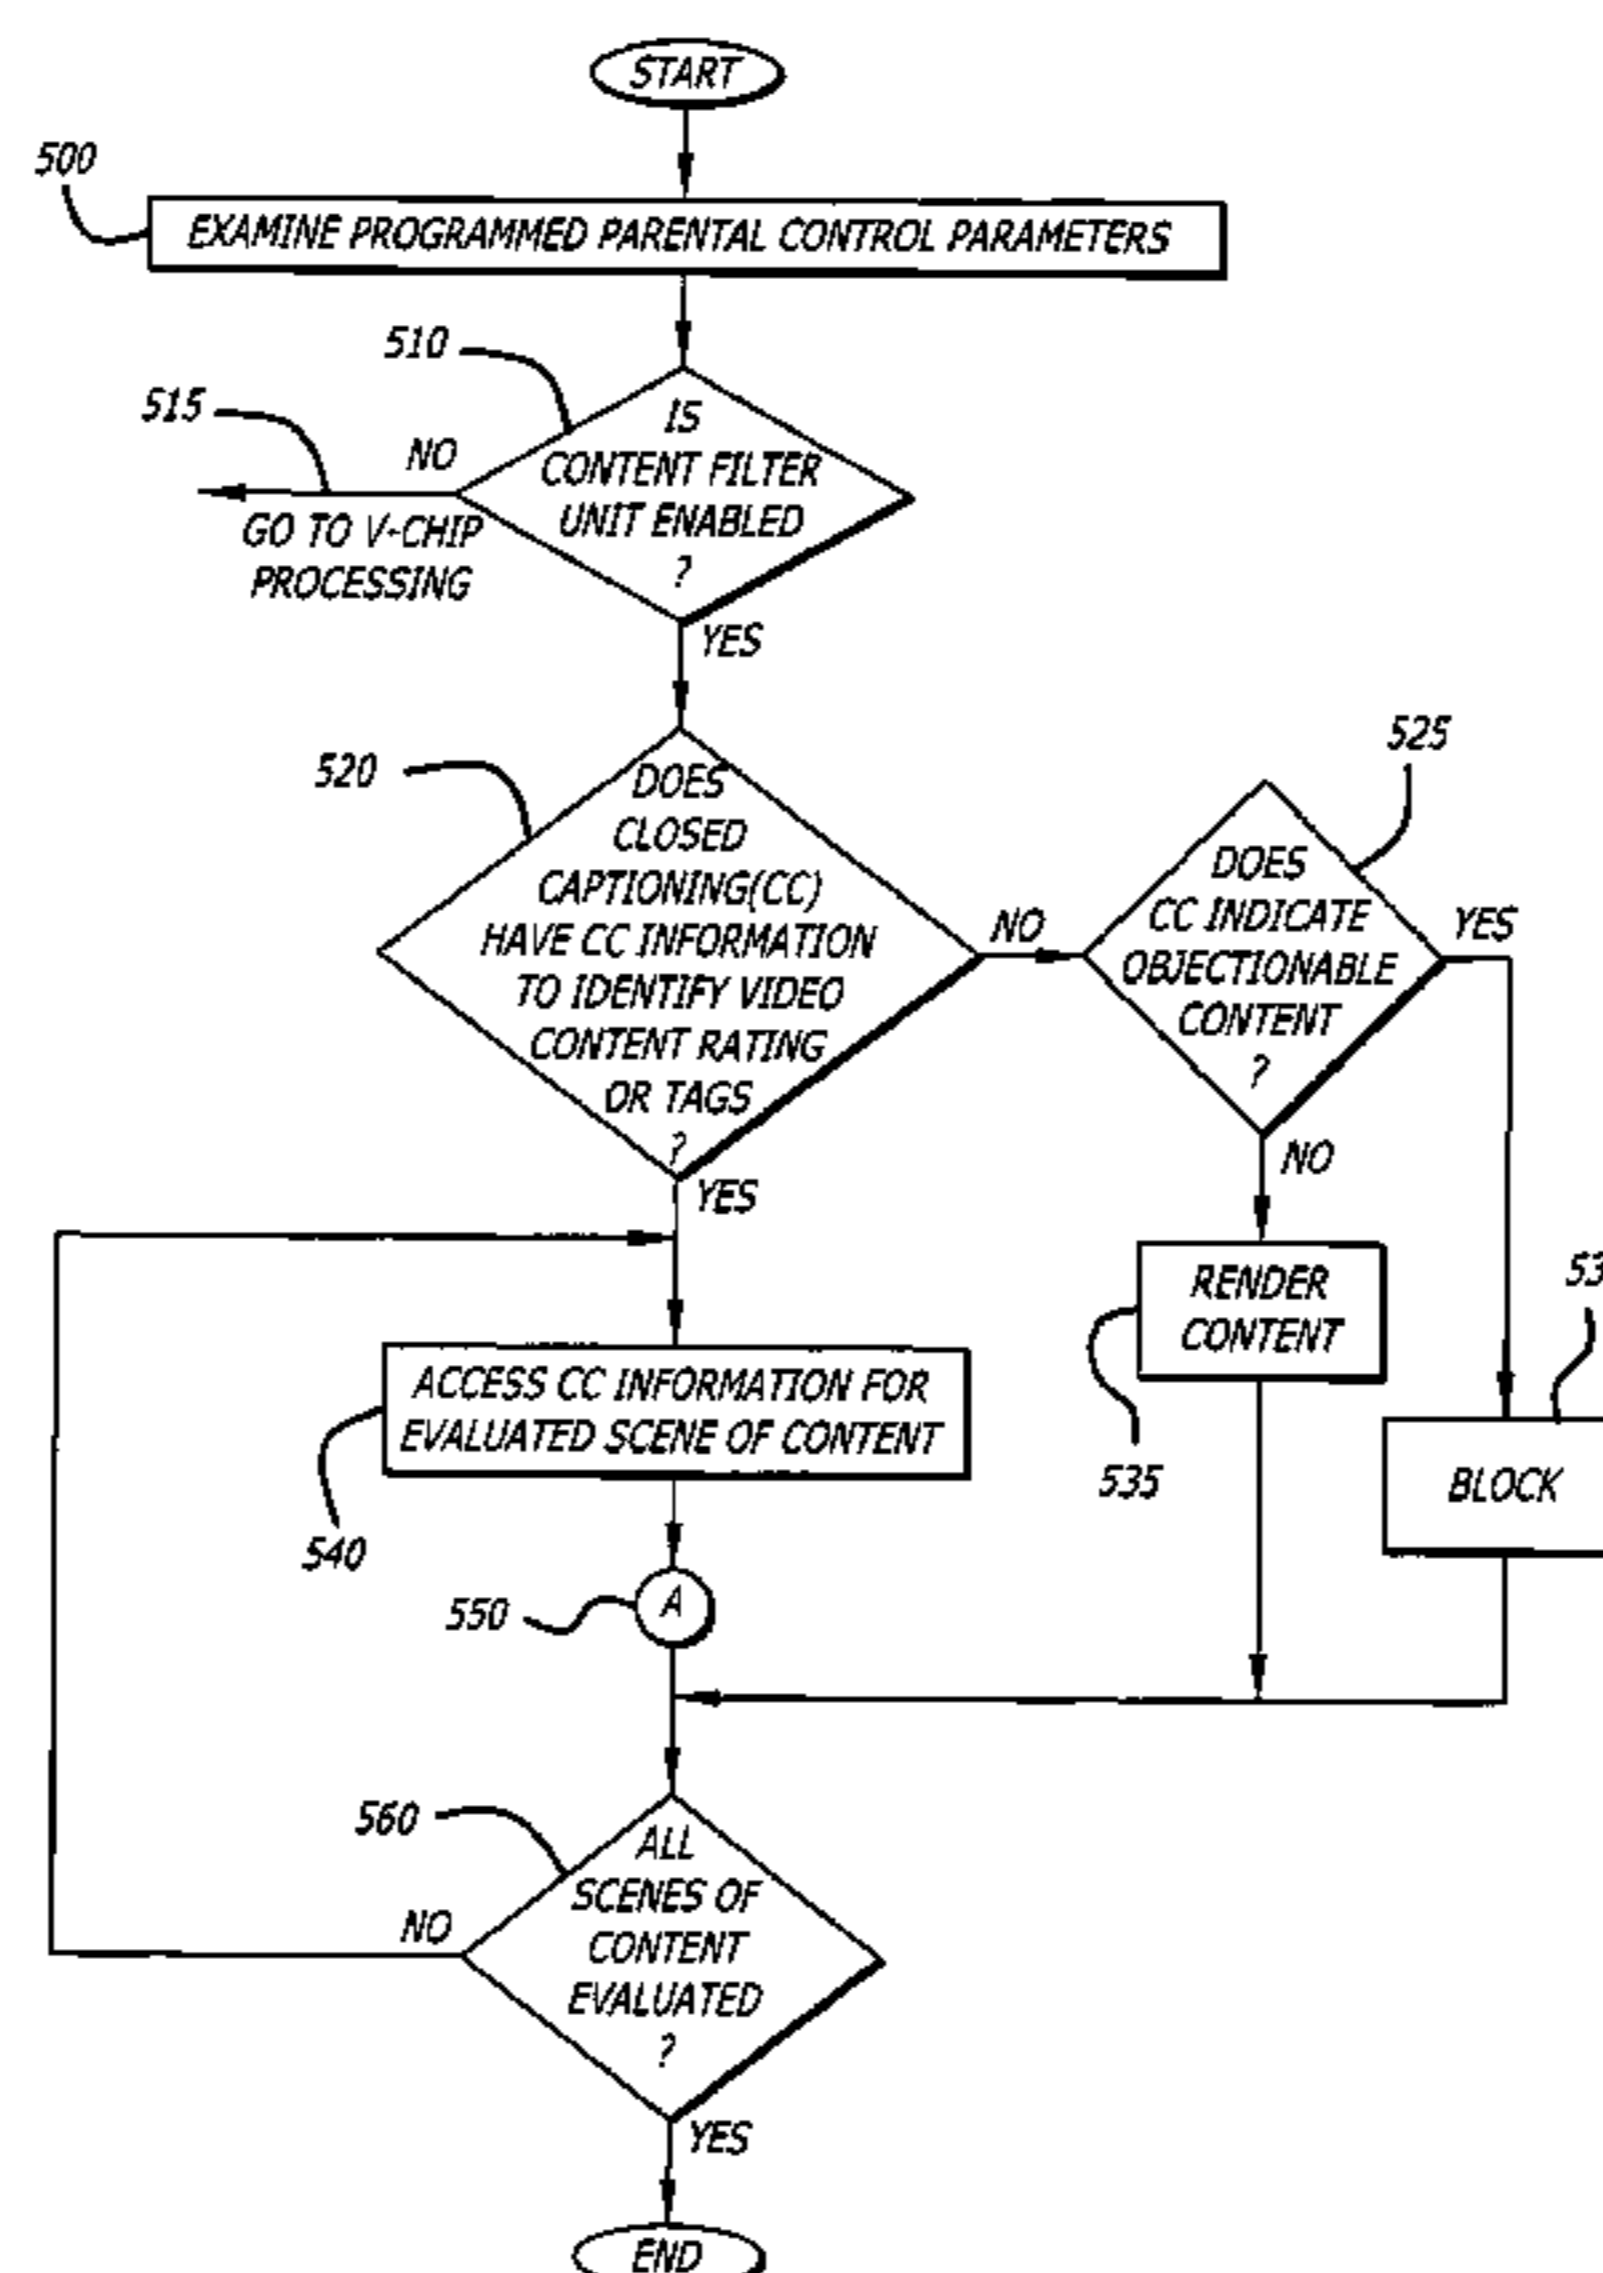 START
500
EXAMINE PROGRAMMED PARENTAL CONTROL PARAMETERS
510
515
NO
IS
CONTENT FILTER
UNIT ENABLED
?
GO TO V-CHIP
PROCESSING
YES
520
DOES
CLOSED
CAPTIONING(CC)
HAVE CC INFORMATION
TO IDENTIFY VIDEO
CONTENT RATING
OR TAGS
?
NO
YES
525
DOES
CC INDICATE
OBJECTIONABLE
CONTENT
?
YES
NO
RENDER
CONTENT
535
BLOCK
ACCESS CC INFORMATION FOR
EVALUATED SCENE OF CONTENT
540
550
A
560
ALL
SCENES OF
CONTENT
EVALUATED
?
NO
YES
END